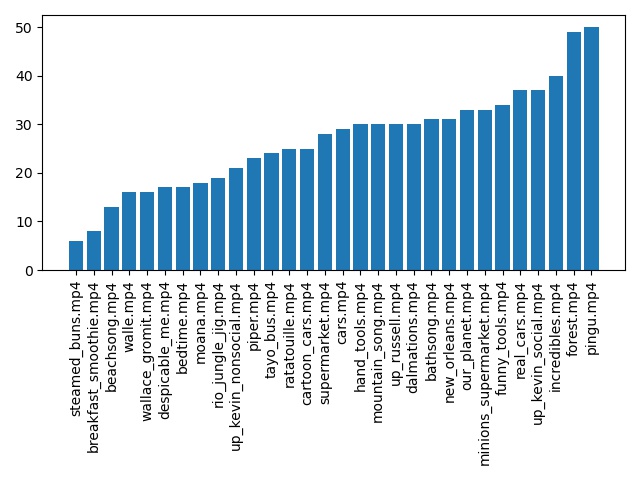 50
40
30
20
10
0
steamed_buns.mp4
breakfast_smoothie.mp4
beachsong.mp4
walle.mp4
wallace_gromit.mp4
despicable_me.mp4
bedtime.mp4
moana.mp4
rio_jungle_jig.mp4
up_kevin_nonsocial.mp4
piper.mp4
tayo_bus.mp4
ratatouille.mp4
cartoon_cars.mp4
supermarket.mp4
cars.mp4
hand_tools.mp4
mountain_song.mp4
up_russell.mp4
dalmations.mp4
bathsong.mp4
new_orleans.mp4
our_planet.mp4
minions_supermarket.mp4
funny_tools.mp4
real_cars.mp4
up_kevin_social.mp4
incredibles.mp4
forest.mp4
pingu.mp4